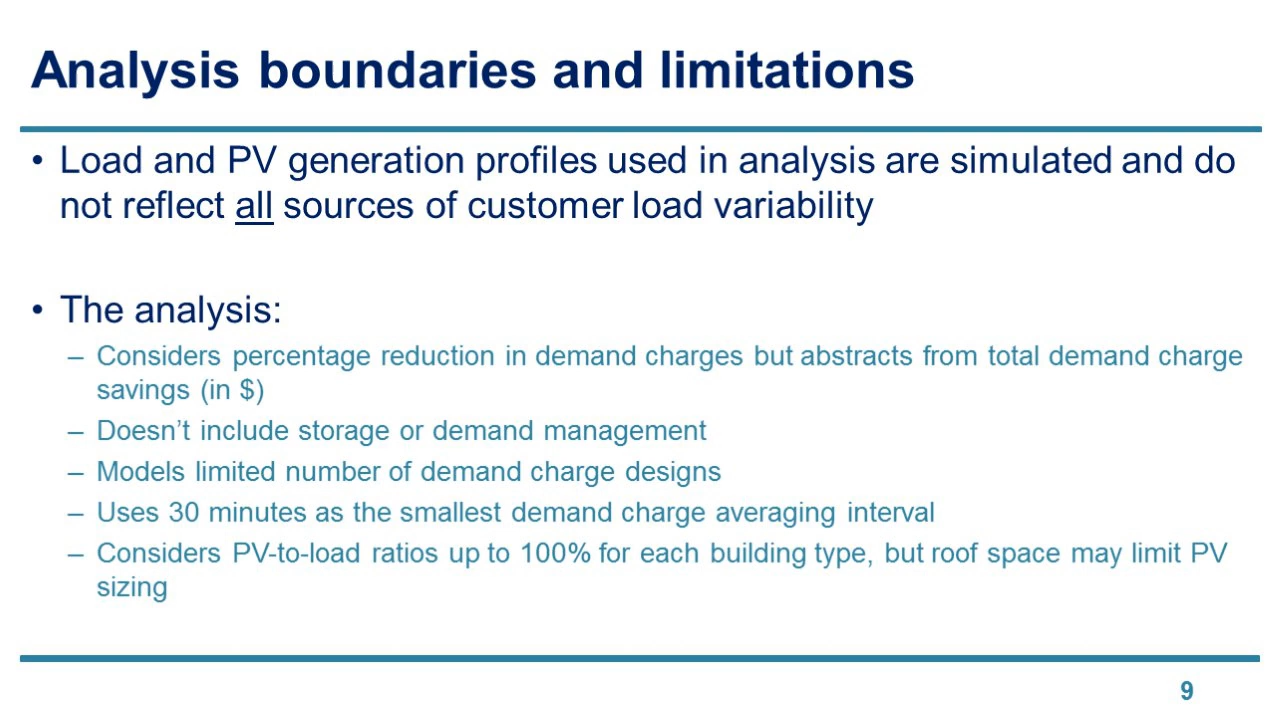 Analysis boundaries and limitations
• Load and PV generation profiles used in analysis are simulated and do
not reflect all sources of customer load variability
• The analysis:
– Considers percentage reduction in demand charges but abstracts from total demand charge
savings (in $)
– Doesn’t include storage or demand management
– Models limited number of demand charge designs
– Uses 30 minutes as the smallest demand charge averaging interval
– Considers PV-to-load ratios up to 100% for each building type, but roof space may limit PV
sizing
9